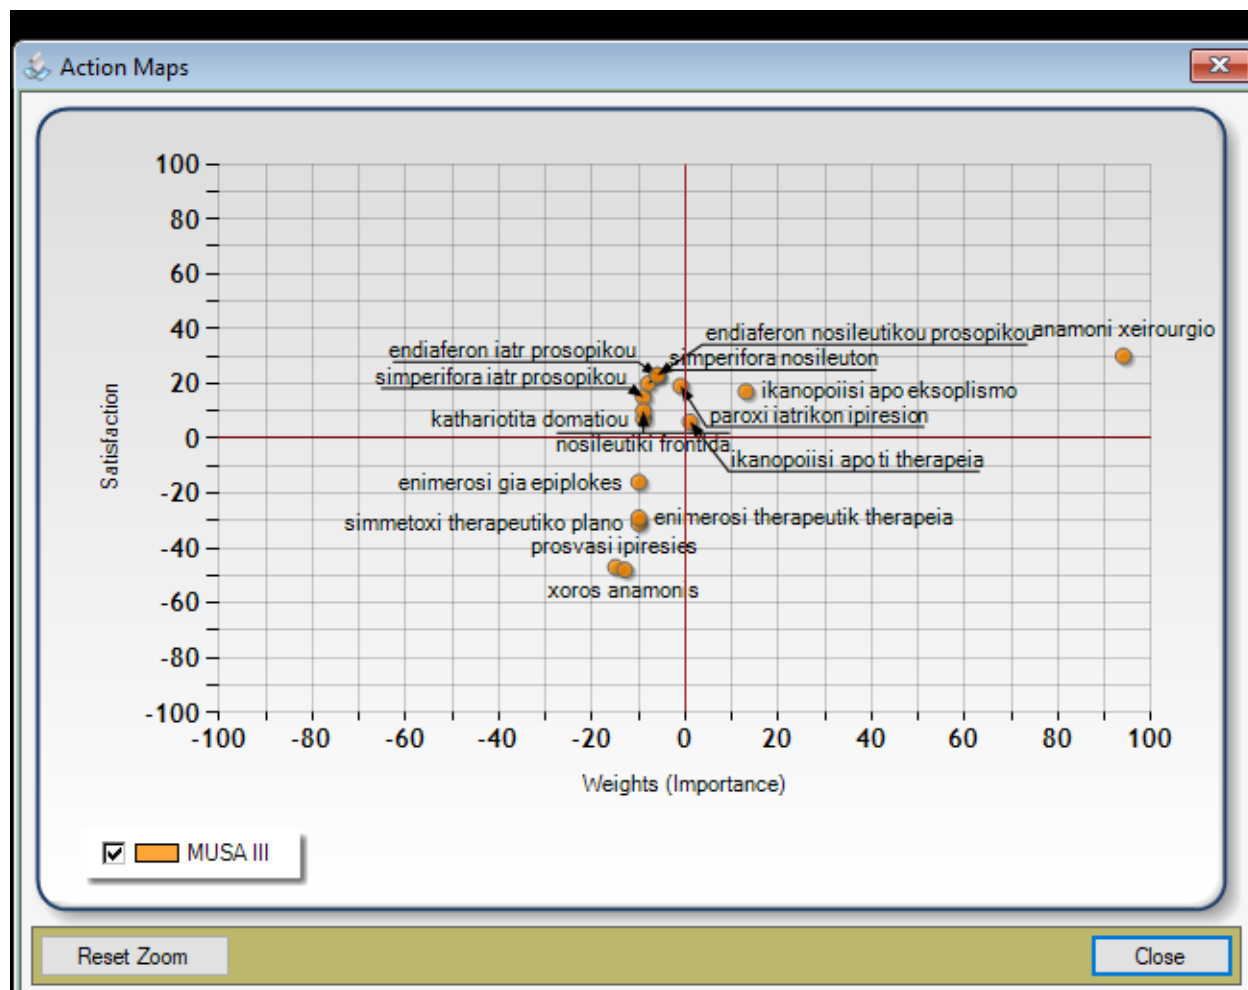 Action Maps
100
80
60
40
20
0
-20
-40
-60
-80
-100
Satisfaction
endiaferon nosileutikou prosopikou
anamoni xeirourgio
endiaferon iatr prosopikou
simperifora nosileuton
simperifora iatr prosopikou
ikanopoiisi apo eksoplismo
kathariotita domatiou
paroxi iatrikon ipiresion
nosileutiki frontida
ikanopoiisi apo ti therapeia
enimerosi gia epiplokes
simmetoxi therapeutiko plano
enimerosi therapeutik therapeia
prosvasi ipiresies
xoros anamonis
-100 -80 -60 -40 -20 0 20 40 60 80 100
Weights (Importance)
MUSA III
Reset Zoom
Close